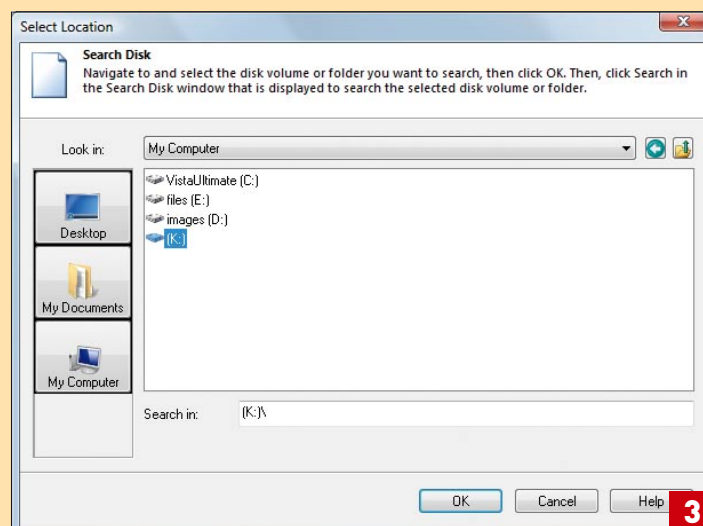 Select Location
Search Disk
Navigate to and select the disk volume or folder you want to search, then click OK. Then, click Search in
the Search Disk window that is displayed to search the selected disk volume or folder.
Look in:
My Computer
Desktop
My Documents
My Computer
VistaUltimate (C:)
files (E:)
images (D:)
(K:)
Search in:
(K:)\
OK
Cancel
Help
3